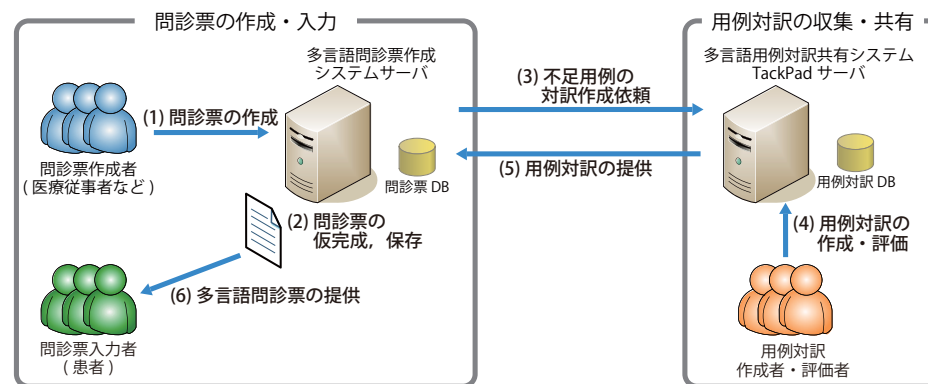 問診票の作成・入力
多言語問診票作成
システムサーバ
(1) 問診票の作成
問診票作成者
( 医療従事者など )
問診票 DB
(2) 問診票の
仮完成，保存
(6) 多言語問診票の提供
問診票入力者
( 患者 )
(3) 不足用例の
対訳作成依頼
(5) 用例対訳の提供
用例対訳の収集・共有
多言語用例対訳共有システム
TackPad サーバ
用例対訳 DB
(4) 用例対訳の
作成・評価
用例対訳
作成者・評価者